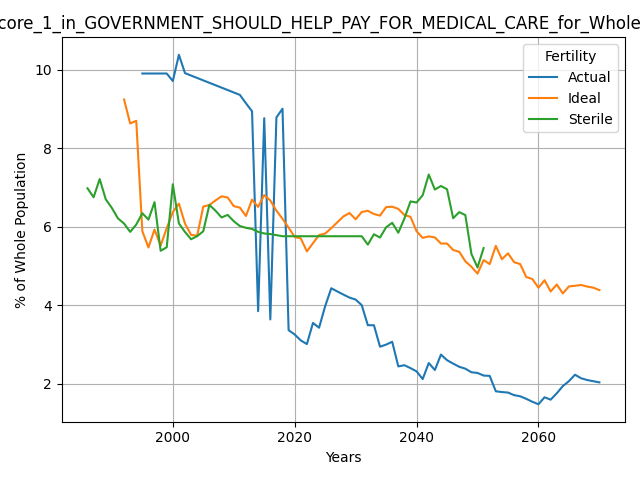 core_1_in_GOVERNMENT_SHOULD_HELP_PAY_FOR_MEDICAL_CARE_for_Whole
Fertility
Actual
Ideal
Sterile
% of Whole Population
10
8
6
4
2
2000 2020 2040 2060
Years